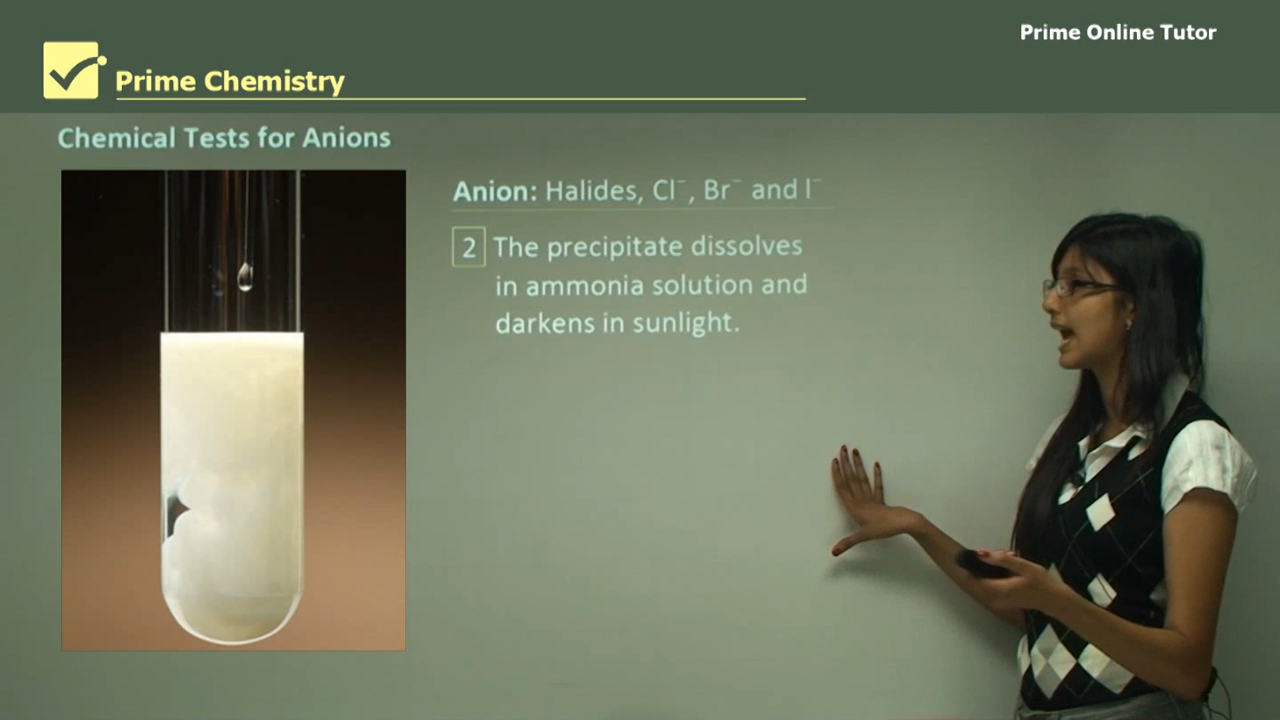 Prime Online Tutor
Prime Chemistry
Chemical Tests for Anions
Anion: Halides, Cl⁻, Br⁻ and I⁻
2 The precipitate dissolves
in ammonia solution and
darkens in sunlight.